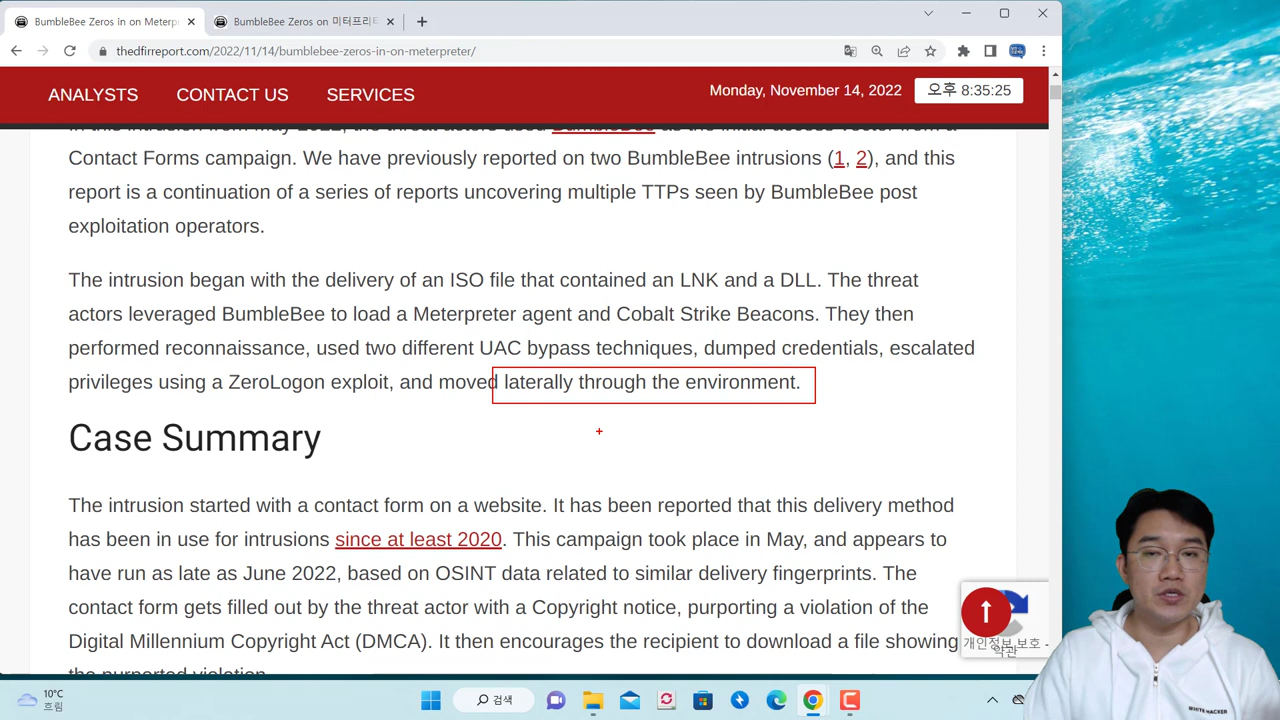 BumbleBee Zeros in on Meterp
BumbleBee Zeros on 미터프리터
thedfirreport.com/2022/11/14/bumblebee-zeros-in-on-meterpreter/
ANALYSTS CONTACT US SERVICES Monday, November 14, 2022 오후 8:35:25
In this intrusion from May 2022, the threat actors used BumbleBee as the initial access vector from a
Contact Forms campaign. We have previously reported on two BumbleBee intrusions (1, 2), and this
report is a continuation of a series of reports uncovering multiple TTPs seen by BumbleBee post
exploitation operators.
The intrusion began with the delivery of an ISO file that contained an LNK and a DLL. The threat
actors leveraged BumbleBee to load a Meterpreter agent and Cobalt Strike Beacons. They then
performed reconnaissance, used two different UAC bypass techniques, dumped credentials, escalated
privileges using a ZeroLogon exploit, and moved laterally through the environment.
Case Summary
The intrusion started with a contact form on a website. It has been reported that this delivery method
has been in use for intrusions since at least 2020. This campaign took place in May, and appears to
have run as late as June 2022, based on OSINT data related to similar delivery fingerprints. The
contact form gets filled out by the threat actor with a Copyright notice, purporting a violation of the
Digital Millennium Copyright Act (DMCA). It then encourages the recipient to download a file showing
the purported violation.
개인정보 보호 -
약관
10°C
흐림
검색
WHITE HACKER